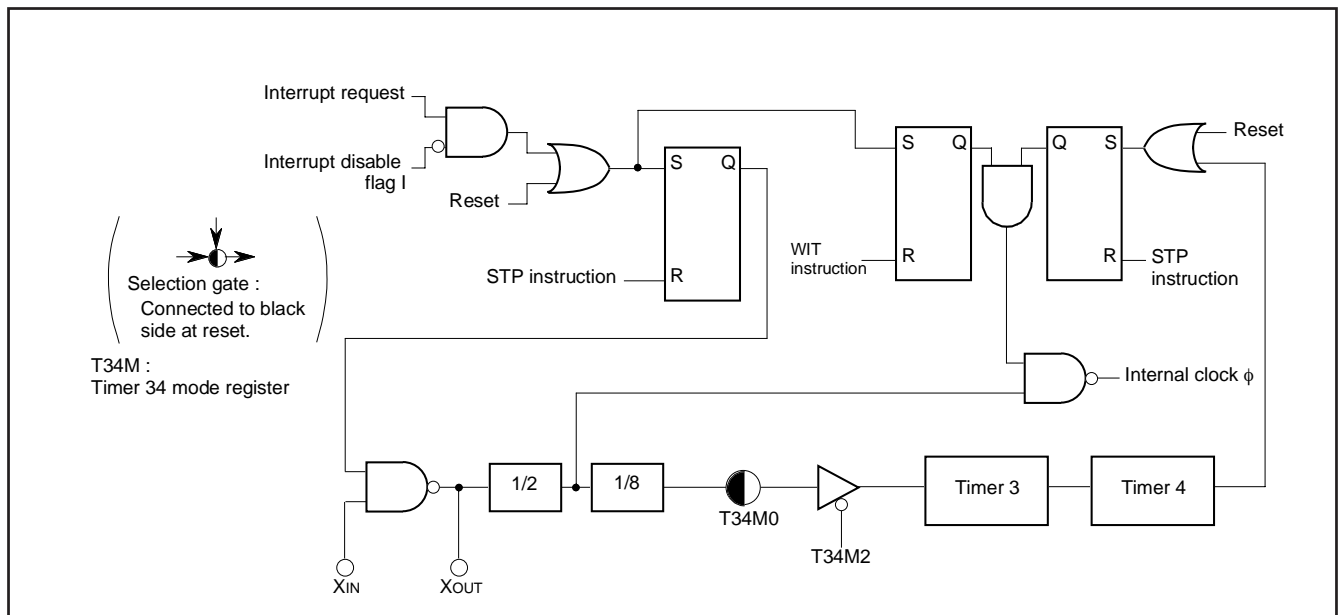 Interrupt request
Interrupt disable
flag I
Reset
S
Q
STP instruction
R
S
Q
WIT
instruction
R
Q
S
Reset
R
STP
instruction
Selection gate :
Connected to black
side at reset.
T34M :
Timer 34 mode register
Internal clock ϕ
1/2
1/8
T34M0
T34M2
Timer 3
Timer 4
XIN
XOUT